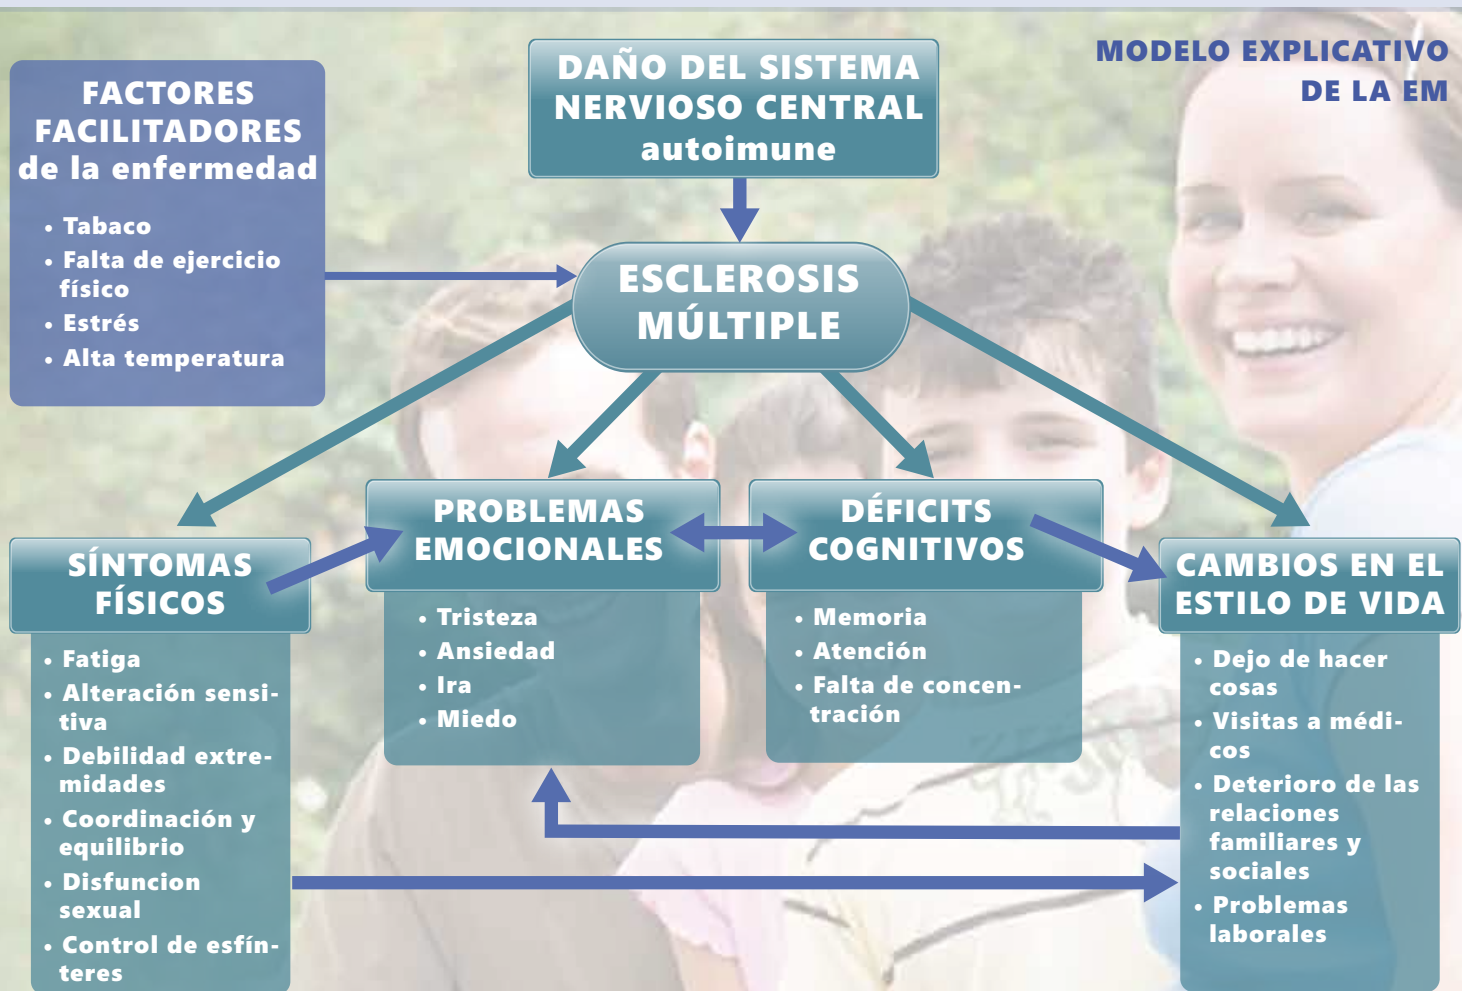 MODELO EXPLICATIVO
DE LA EM
DAÑO DEL SISTEMA
NERVIOSO CENTRAL
autoimune
FACTORES
FACILITADORES
de la enfermedad
• Tabaco
• Falta de ejercicio
físico
• Estrés
• Alta temperatura
ESCLEROSIS
MÚLTIPLE
SÍNTOMAS
FÍSICOS
• Fatiga
• Alteración sensi-
tiva
• Debilidad extre-
midades
• Coordinación y
equilibrio
• Disfuncion
sexual
• Control de esfín-
teres
PROBLEMAS
EMOCIONALES
• Tristeza
• Ansiedad
• Ira
• Miedo
DÉFICITS
COGNITIVOS
• Memoria
• Atención
• Falta de concen-
tración
CAMBIOS EN EL
ESTILO DE VIDA
• Dejo de hacer
cosas
• Visitas a médi-
cos
• Deterioro de las
relaciones
familiares y
sociales
• Problemas
laborales